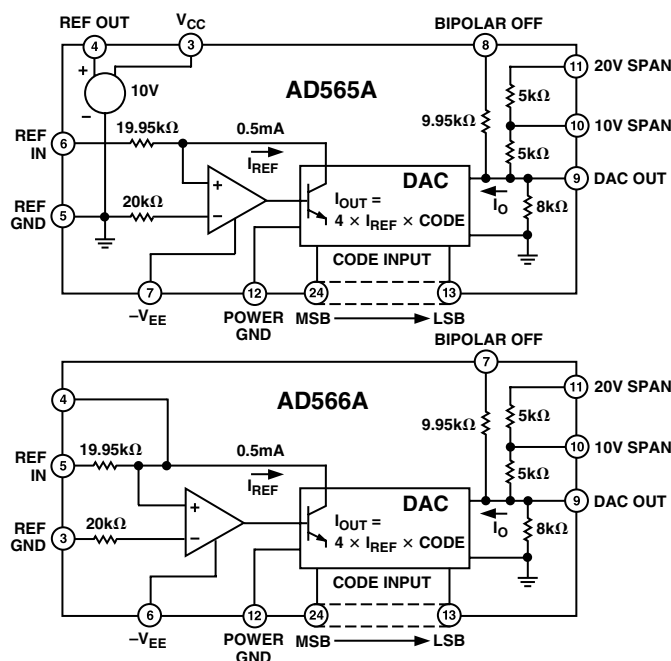 REF OUT
VCC
BIPOLAR OFF
4
3
8
11
20V SPAN
+
10V
–
AD565A
5kΩ
REF
IN
6
19.95kΩ
0.5mA
IREF
9.95kΩ
10
10V SPAN
5kΩ
REF
GND
5
20kΩ
+
–
DAC
IOUT =
4 × IREF × CODE
IO
9
DAC OUT
8kΩ
CODE INPUT
7
12
24
13
–VEE
POWER
GND
MSB
LSB
BIPOLAR OFF
7
4
11
20V SPAN
AD566A
5kΩ
REF
IN
5
19.95kΩ
0.5mA
IREF
9.95kΩ
10
10V SPAN
5kΩ
REF
GND
3
20kΩ
+
–
DAC
IOUT =
4 × IREF × CODE
IO
9
DAC OUT
8kΩ
CODE INPUT
6
12
24
13
–VEE
POWER
GND
MSB
LSB